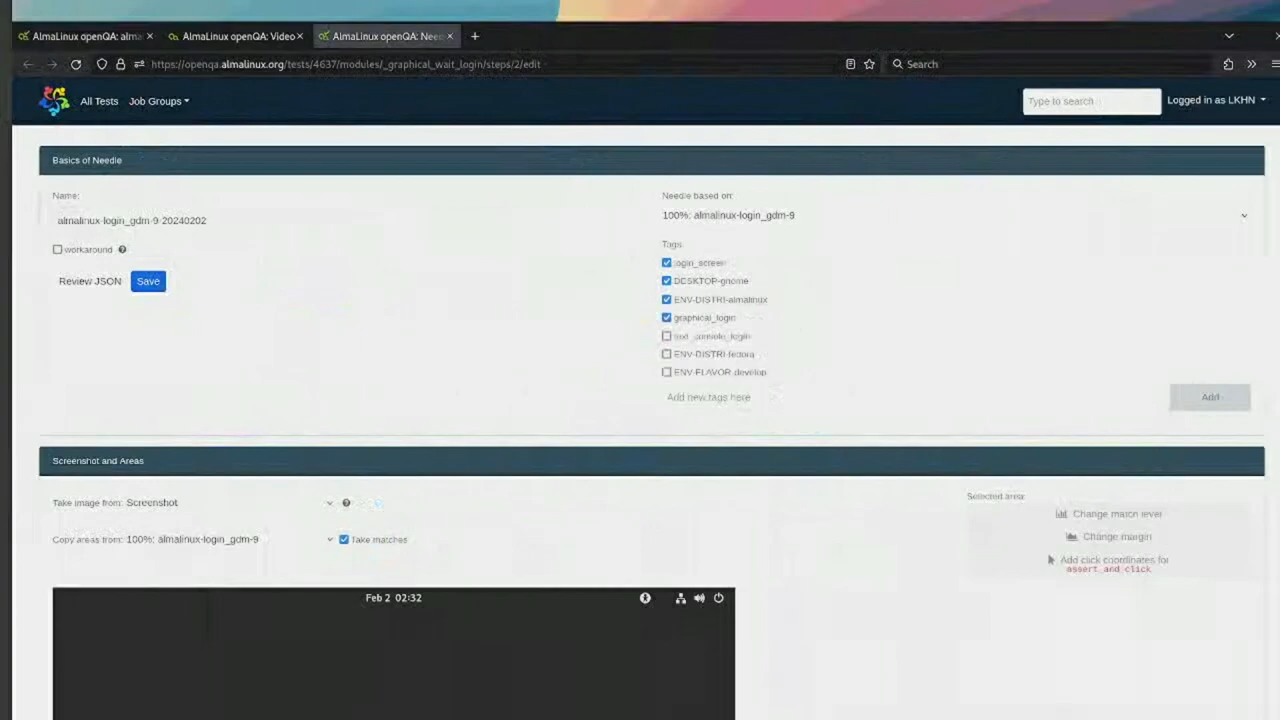 AlmaLinux openQA: alma
AlmaLinux openQA: Video
AlmaLinux openQA: Nee
https://openqa.almalinux.org/tests/4637/modules/_graphical_wait_login/steps/2/edit
Search
All Tests
Job Groups
Type to search
Logged in as LKHN
Basics of Needle
Name:
almalinux-login_gdm-9-20240202
workaround
Review JSON
Save
Needle based on:
100%: almalinux-login_gdm-9
Tags:
login_screen
DESKTOP-gnome
ENV-DISTRI-almalinux
graphical_login
text_console_login
ENV-DISTRI-fedora
ENV-FLAVOR-develop
Add new tags here
Add
Screenshot and Areas
Take image from: Screenshot
Copy areas from: 100%: almalinux-login_gdm-9
Take matches
Selected area:
Change match level
Change margin
Add click coordinates for
assert_and_click
Feb 2 02:32